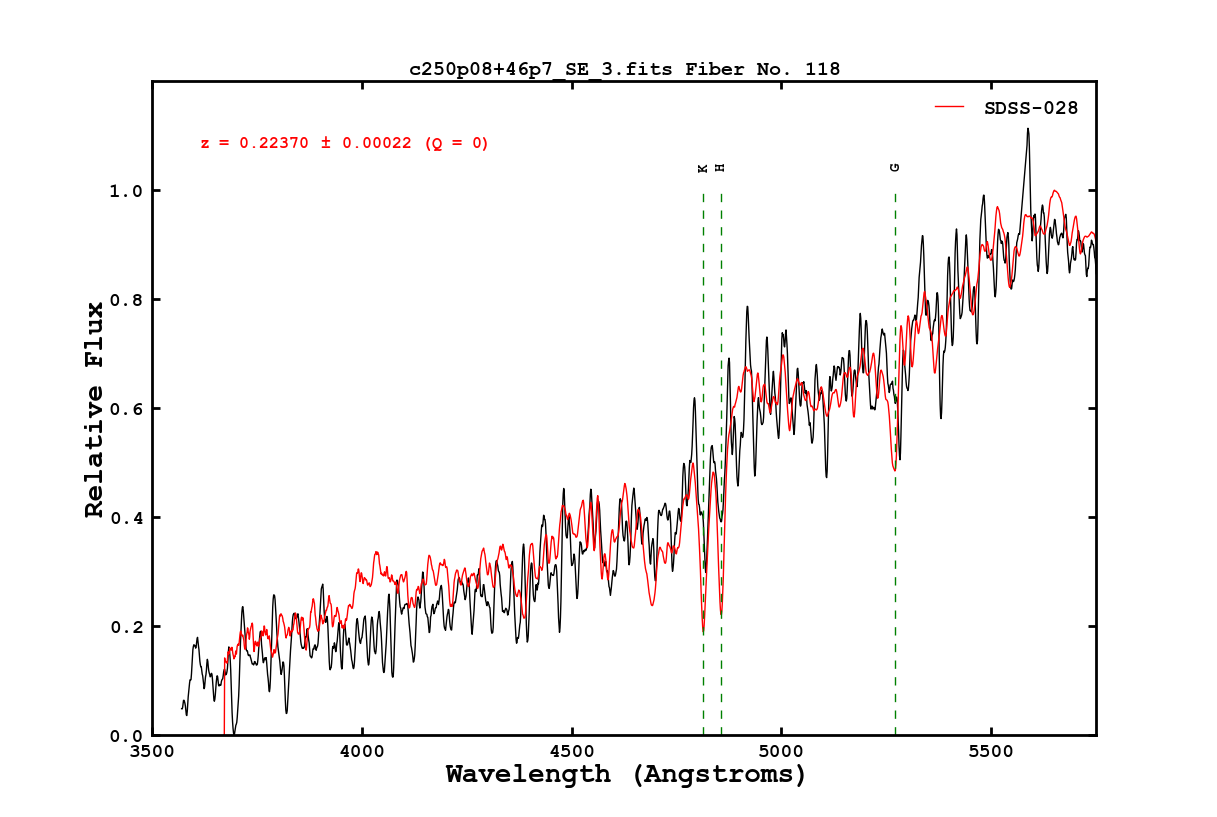 c250p08+46p7_SE_3.fits Fiber No. 118
SDSS-028
z = 0.22370 ± 0.00022 (Q = 0)
K H G
1.0
0.8
0.6
0.4
0.2
0.0
Relative Flux
3500 4000 4500 5000 5500
Wavelength (Angstroms)